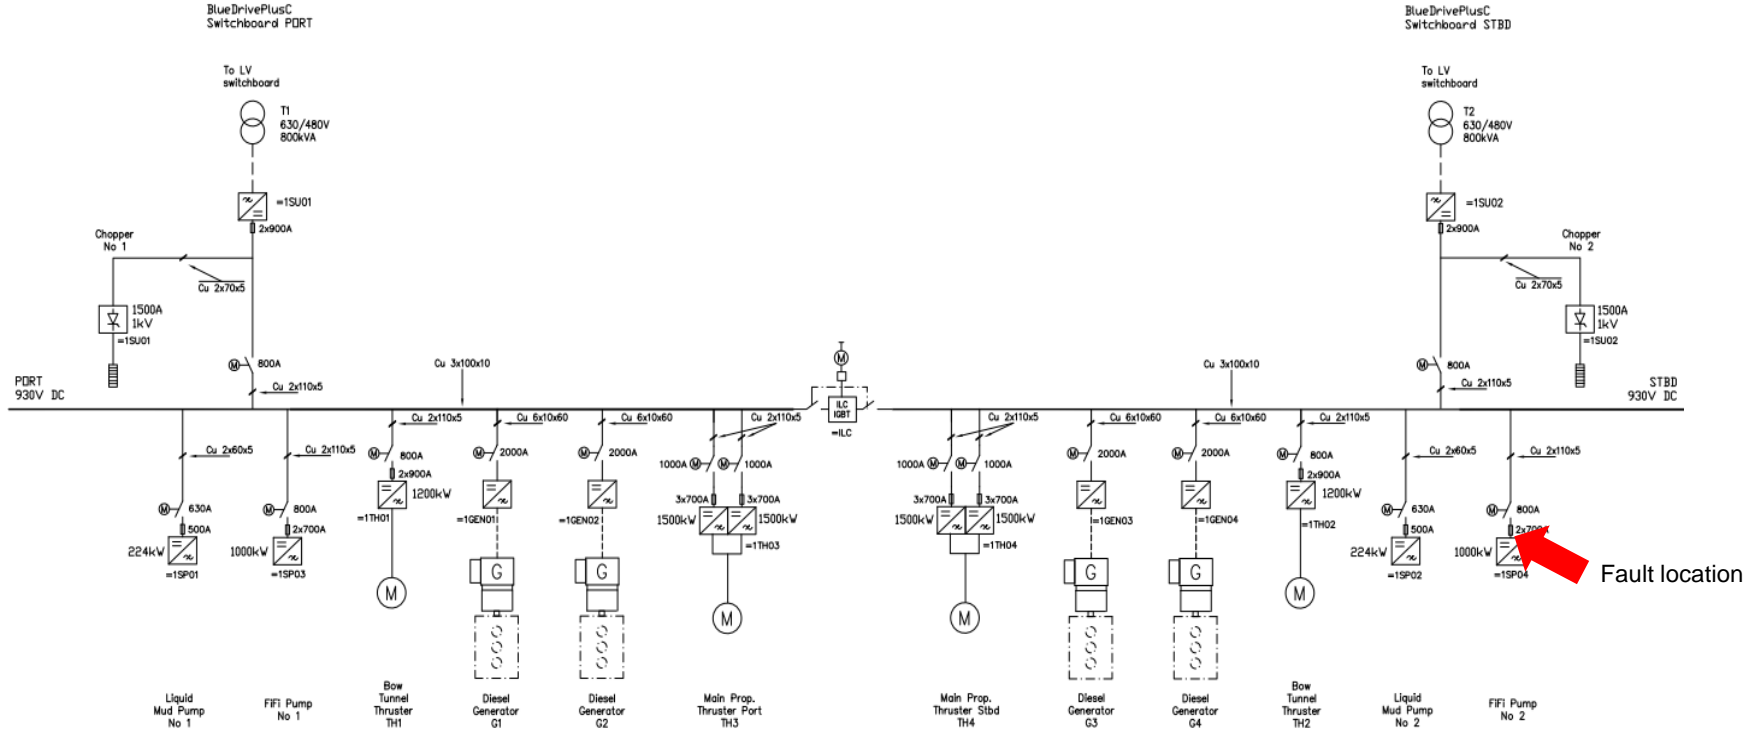 BlueDrivePlusC
Switchboard PORT
BlueDrivePlusC
Switchboard STBD
To LV
switchboard
T1
630/480V
800kVA
=1SU01
2x900A
Chopper
No 1
Cu 2x70x5
1500A
1kV
=1SU01
M
800A
Cu 2x110x5
PORT
930V DC
Cu 3x100x10
M
ILC
IGBT
=ILC
To LV
switchboard
T2
630/480V
800kVA
=1SU02
2x900A
Chopper
No 2
Cu 2x70x5
1500A
1kV
=1SU02
M
800A
Cu 2x110x5
Cu 3x100x10
STBD
930V DC
Cu 2x60x5
M
630A
500A
224kW
=1SP01
Liquid
Mud Pump
No 1
Cu 2x110x5
M
800A
2x700A
1000kW
=1SP03
FiFi Pump
No 1
Cu 2x110x5
M
800A
2x900A
1200kW
=1TH01
M
Bow
Tunnel
Thruster
TH1
Cu 6x10x60
M
2000A
=1GEN01
G
Diesel
Generator
G1
Cu 6x10x60
M
2000A
=1GEN02
G
Diesel
Generator
G2
Cu 2x110x5
1000A M M 1000A
3x700A 3x700A
1500kW 1500kW
=1TH03
M
Main Prop.
Thruster Port
TH3
Cu 2x110x5
1000A M M 1000A
3x700A 3x700A
1500kW 1500kW
=1TH04
M
Main Prop.
Thruster Stbd
TH4
Cu 6x10x60
M
2000A
=1GEN03
G
Diesel
Generator
G3
Cu 6x10x60
M
2000A
=1GEN04
G
Diesel
Generator
G4
Cu 2x110x5
M
800A
2x900A
1200kW
=1TH02
M
Bow
Tunnel
Thruster
TH2
Cu 2x60x5
M
630A
500A
224kW
=1SP02
Liquid
Mud Pump
No 2
Cu 2x110x5
M
800A
2x700A
1000kW
=1SP04
FiFi Pump
No 2
Fault location